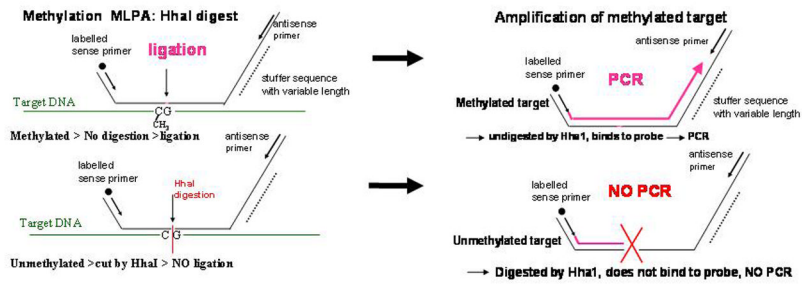 Methylation MLPA: HhaI digest
labelled
sense primer
ligation
antisense
primer
stuffer sequence
with variable length
Target DNA
CG
CH3
Methylated > No digestion >ligation
Amplification of methylated target
antisense
primer
labelled
sense primer
PCR
Methylated target
stuffer sequence
with variable length
undigested by Hha1, binds to probe PCR
labelled
sense primer
HhaI
digestion
antisense
primer
Target DNA
C G
Unmethylated >cut by HhaI > NO ligation
antisense
primer
labelled
sense primer
NO PCR
Unmethylated target
Digested by Hha1, does not bind to probe, NO PCR